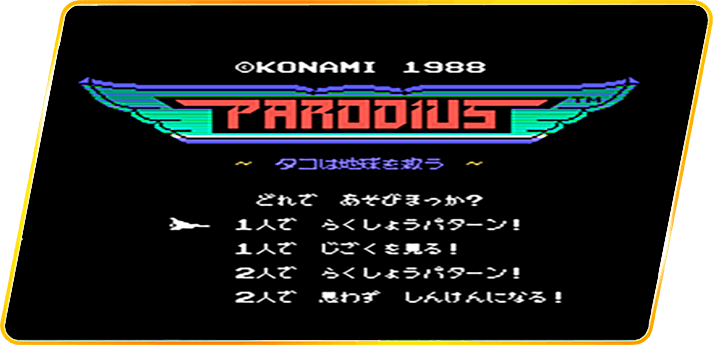 ©KONAMI 1988
PARODiUS TM
~ タコは地球を救う ~
どれで あそびまっか?
1人で らくしょうパターン!
1人で じごくを見る!
2人で らくしょうパターン!
2人で 思わず しんけんになる!